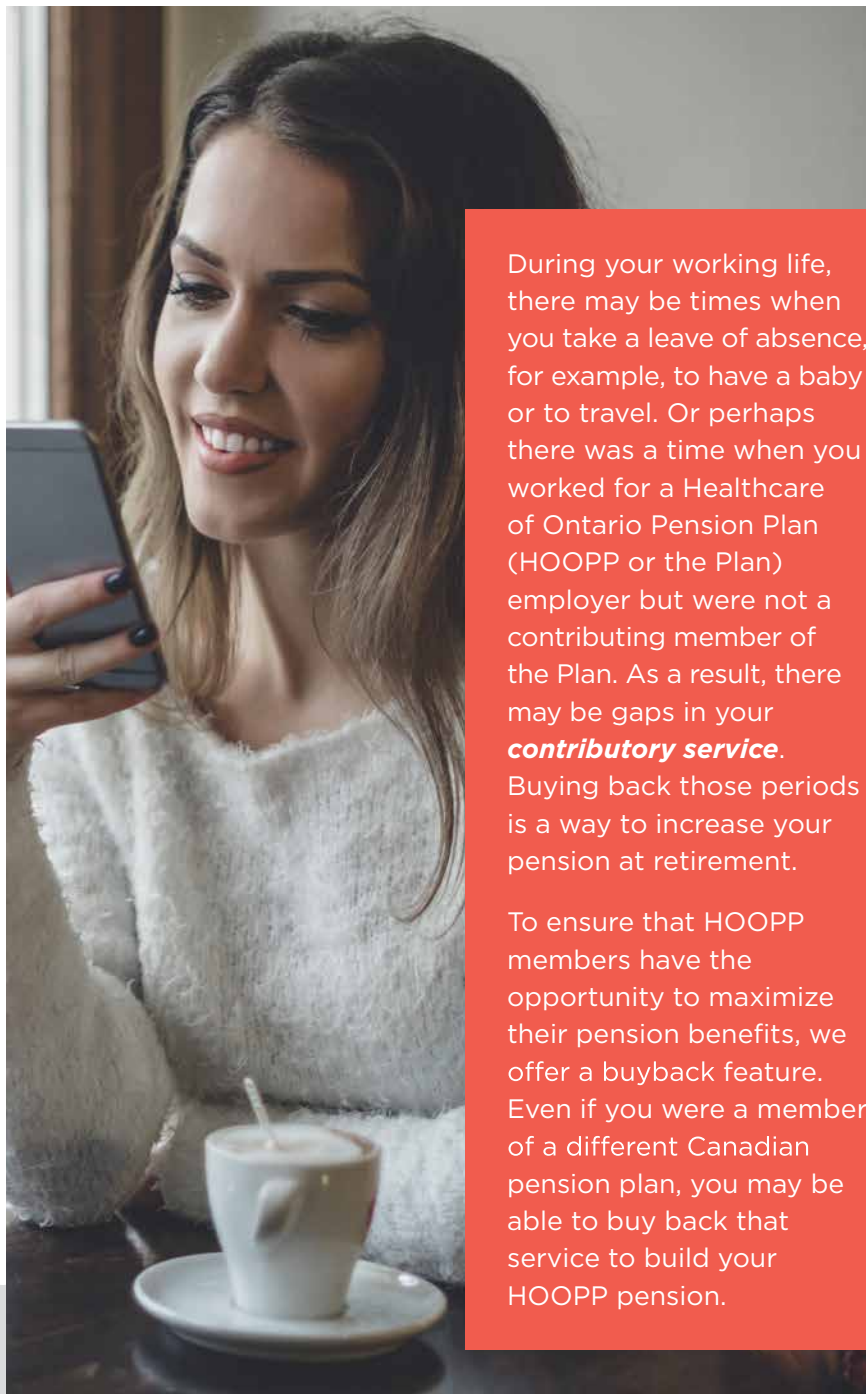 During your working life,
there may be times when
you take a leave of absence,
for example, to have a baby
or to travel. Or perhaps
there was a time when you
worked for a Healthcare
of Ontario Pension Plan
(HOOPP or the Plan)
employer but were not a
contributing member of
the Plan. As a result, there
may be gaps in your
contributory service.
Buying back those periods
is a way to increase your
pension at retirement.
To ensure that HOOPP
members have the
opportunity to maximize
their pension benefits, we
offer a buyback feature.
Even if you were a member
of a different Canadian
pension plan, you may be
able to buy back that
service to build your
HOOPP pension.